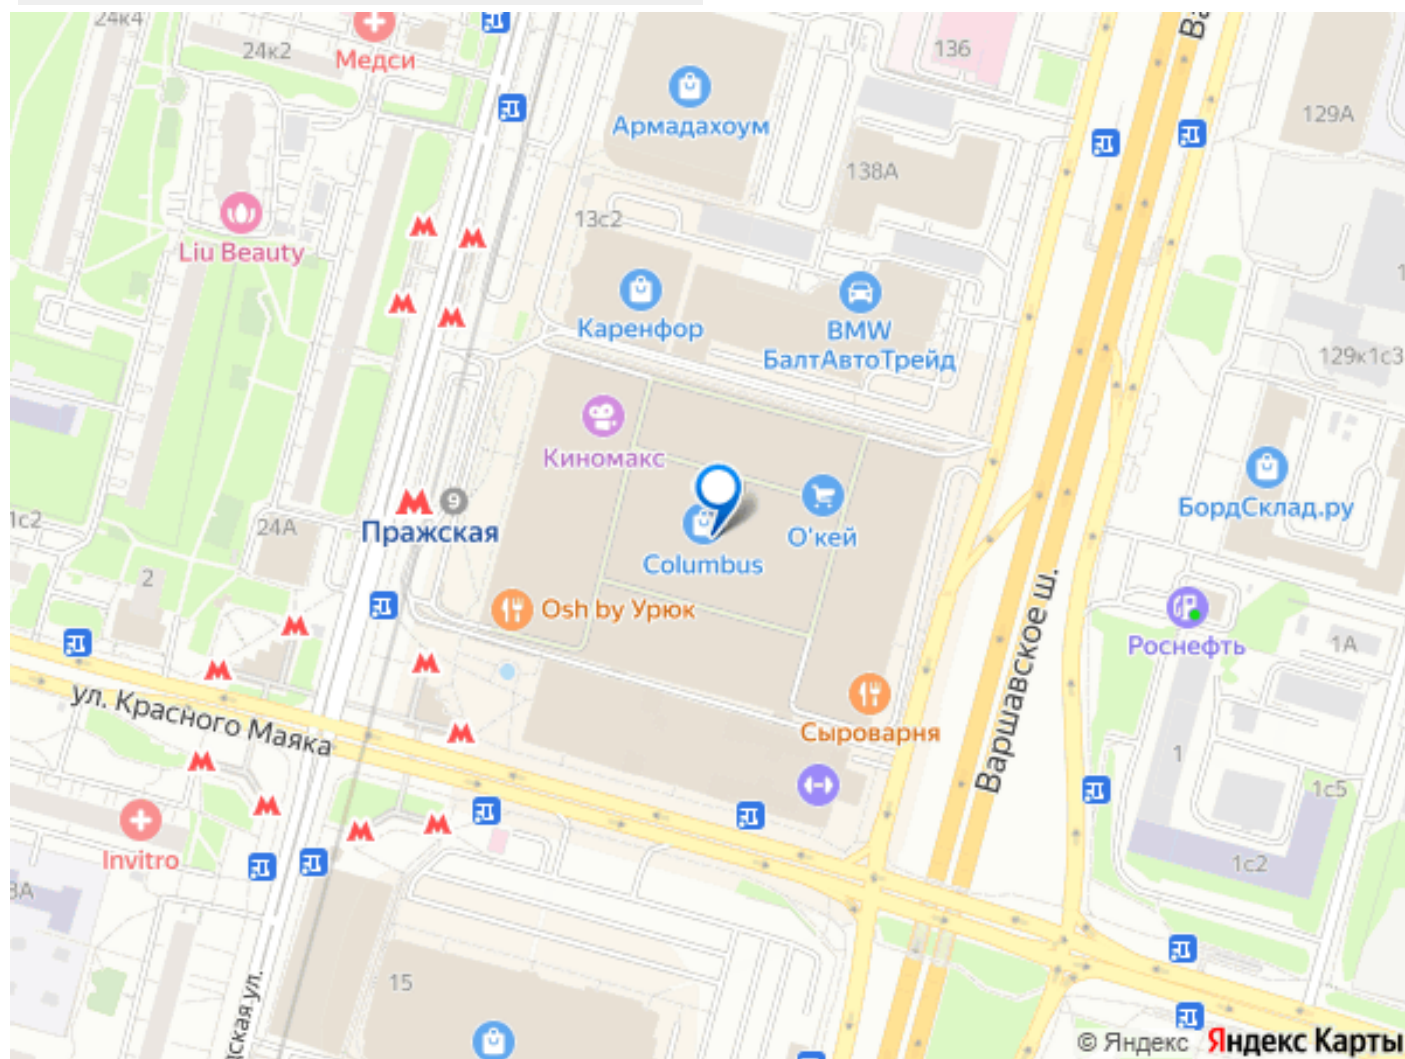 24к4
24к2
Медси
136
Армадахоум
129А
138А
13с2
Liu Beauty
Каренфор
BMW
БалтАвтоТрейд
129к1с3
Киномакс
БордСклад.ру
1с2
24А
9
Пражская
О'кей
Columbus
2
Osh by Урюк
Роснефть
1А
ул. Красного Маяка
Сыроварня
Варшавское ш.
1
1с5
Invitro
1с2
15
© Яндекс Яндекс Карты